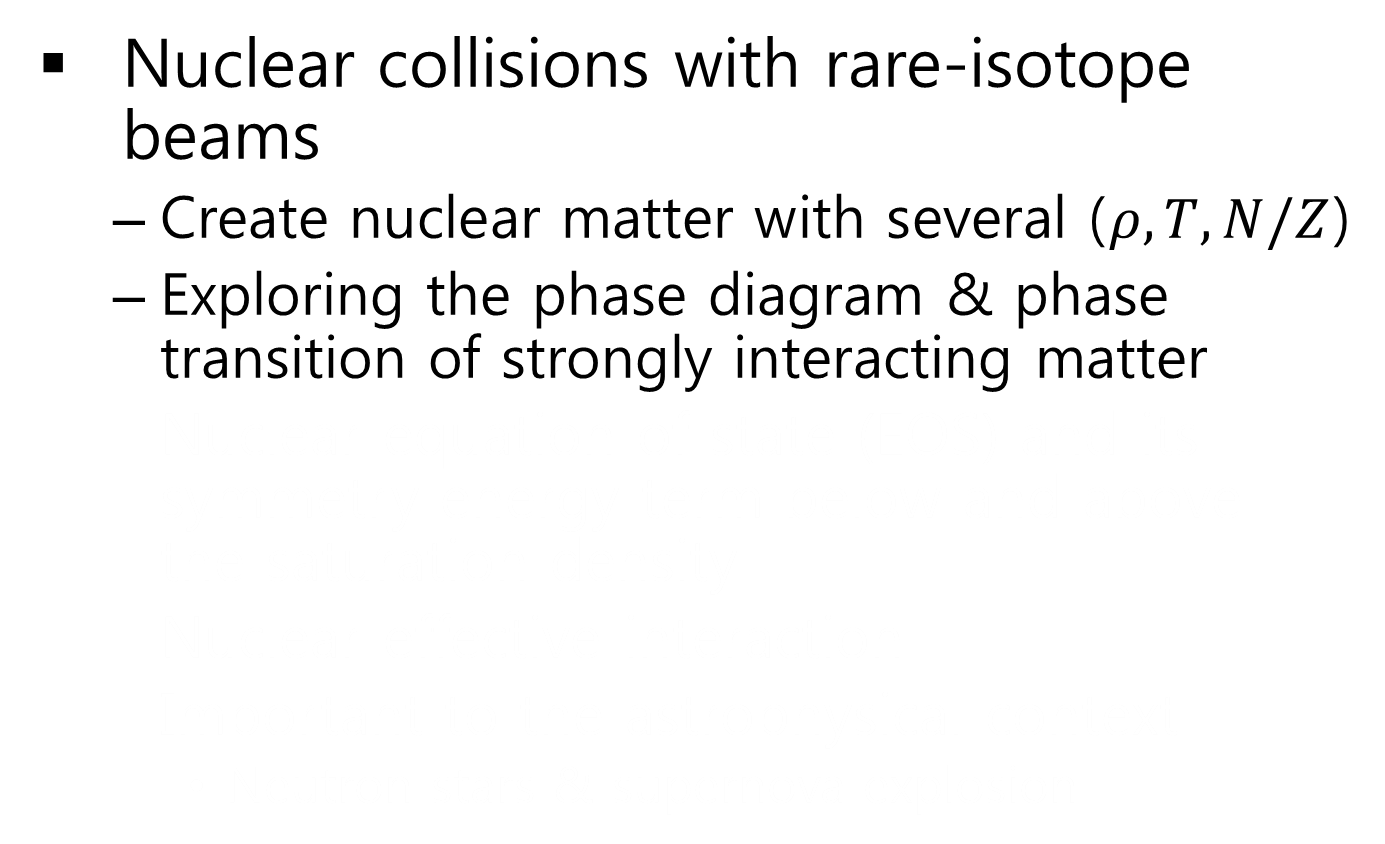 ▪ Nuclear collisions with rare-isotope
beams
– Create nuclear matter with several (𝜌, 𝑇, 𝑁/𝑍)
– Exploring the phase diagram & phase
transition of strongly interacting matter